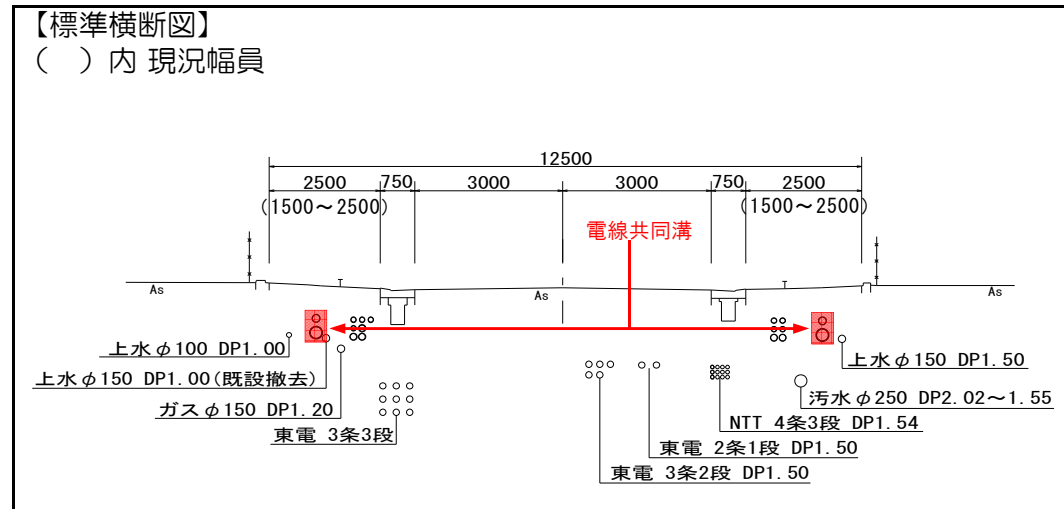 【標準横断図】
（　）内 現況幅員
12500
2500 750 3000 3000 750 2500
(1500～2500) (1500～2500)
電線共同溝
As As As
上水φ100 DP1.00
上水φ150 DP1.00(既設撤去)
ガスφ150 DP1.20
東電 3条3段
上水φ150 DP1.50
汚水φ250 DP2.02～1.55
NTT 4条3段 DP1.54
東電 2条1段 DP1.50
東電 3条2段 DP1.50